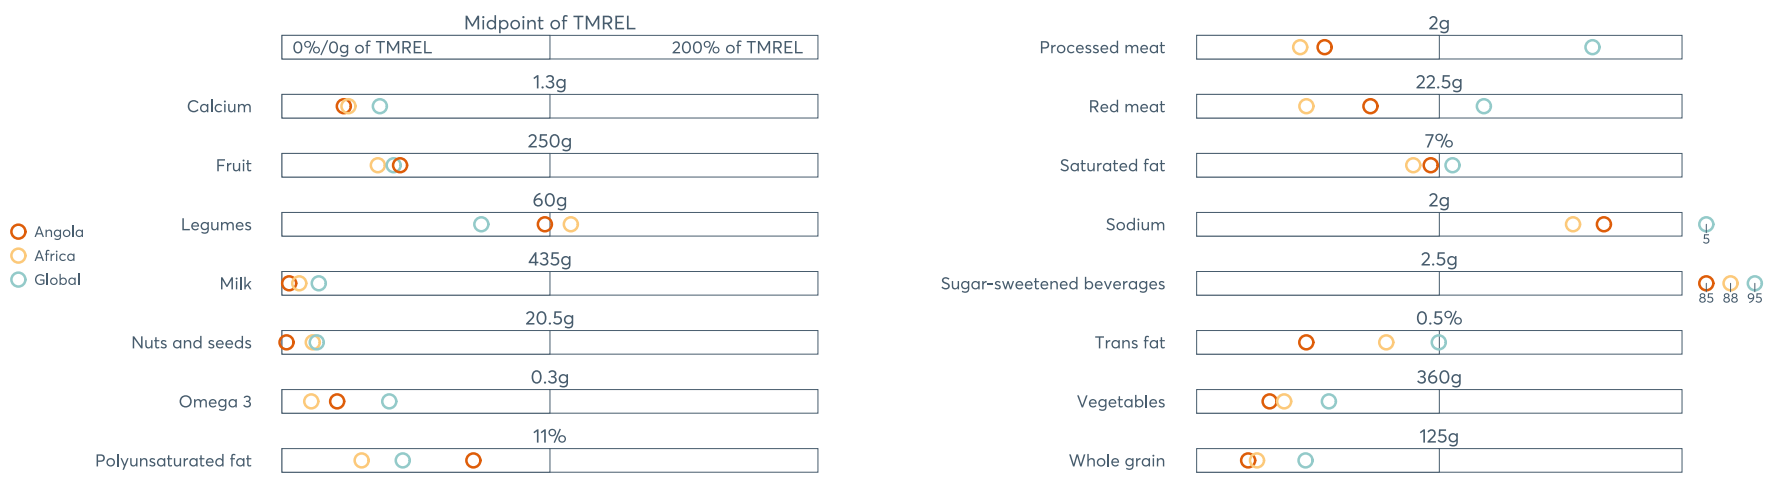 Midpoint of TMREL
0%/0g of TMREL 200% of TMREL
1.3g
Calcium
250g
Fruit
60g
Legumes
435g
Milk
20.5g
Nuts and seeds
0.3g
Omega 3
11%
Polyunsaturated fat
Angola
Africa
Global
2g
Processed meat
22.5g
Red meat
7%
Saturated fat
2g
Sodium
5
2.5g
Sugar-sweetened beverages
85 88 95
0.5%
Trans fat
360g
Vegetables
125g
Whole grain